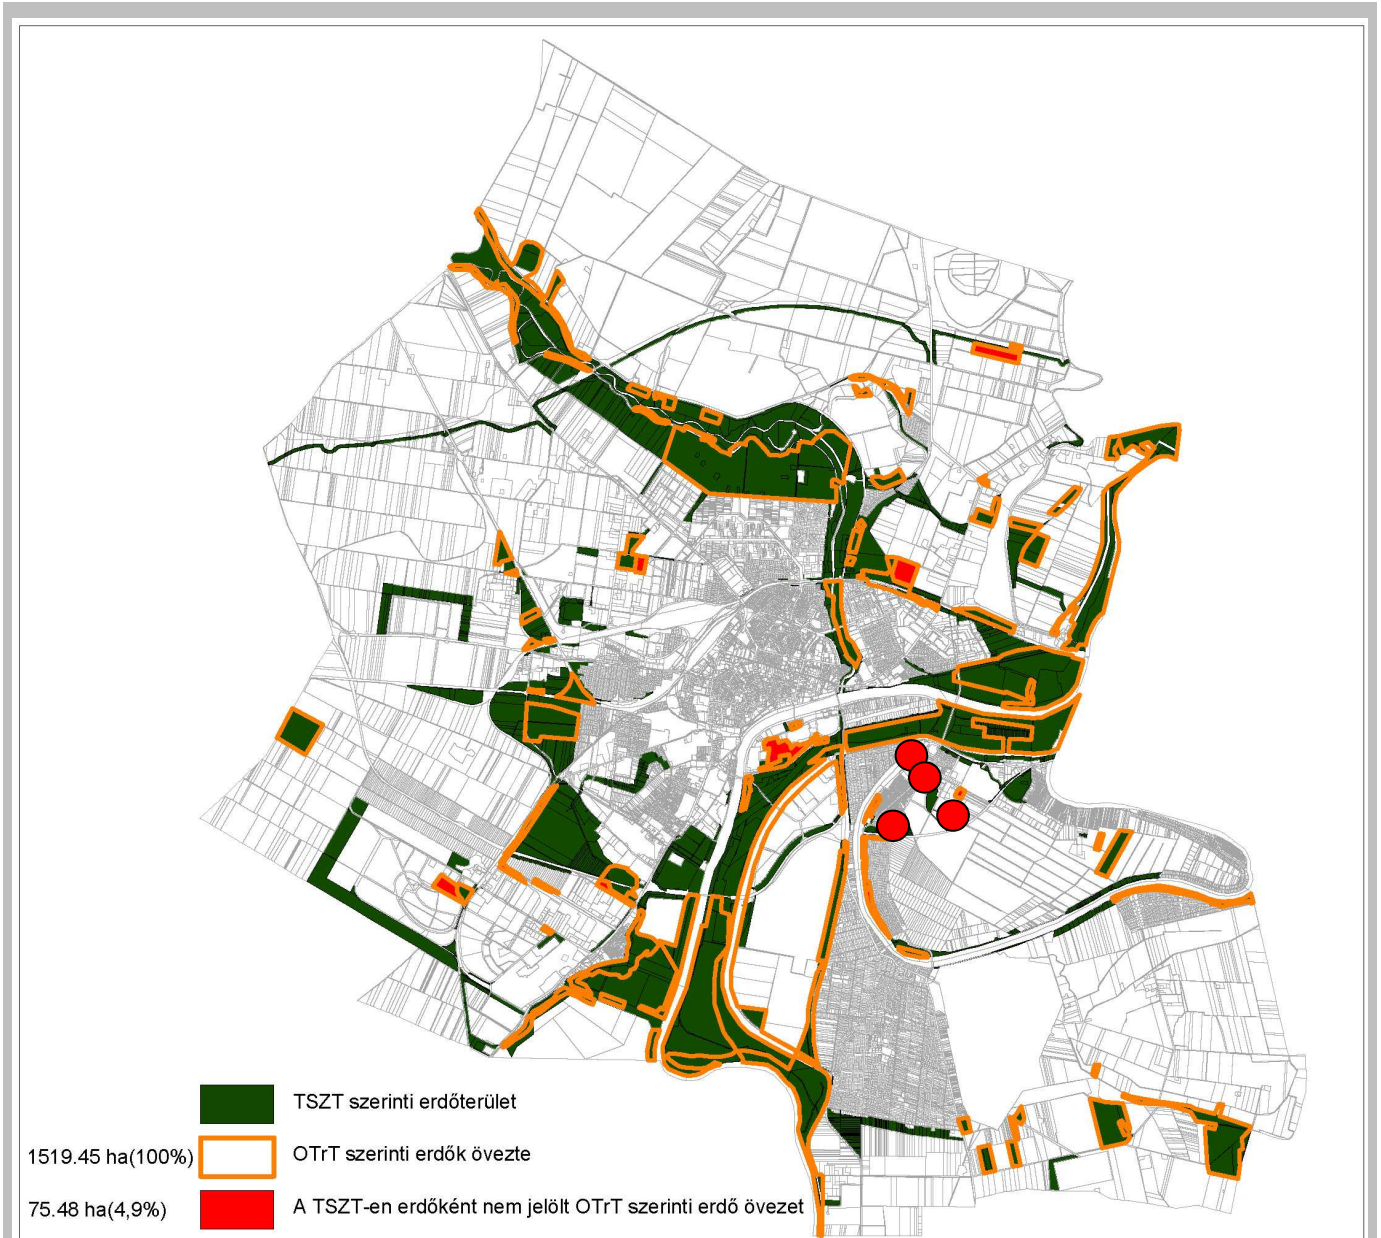 TSZT szerinti erdőterület
1519.45 ha(100%) OTrT szerinti erdők övezte
75.48 ha(4,9%) A TSZT-en erdőként nem jelölt OTrT szerinti erdő övezet